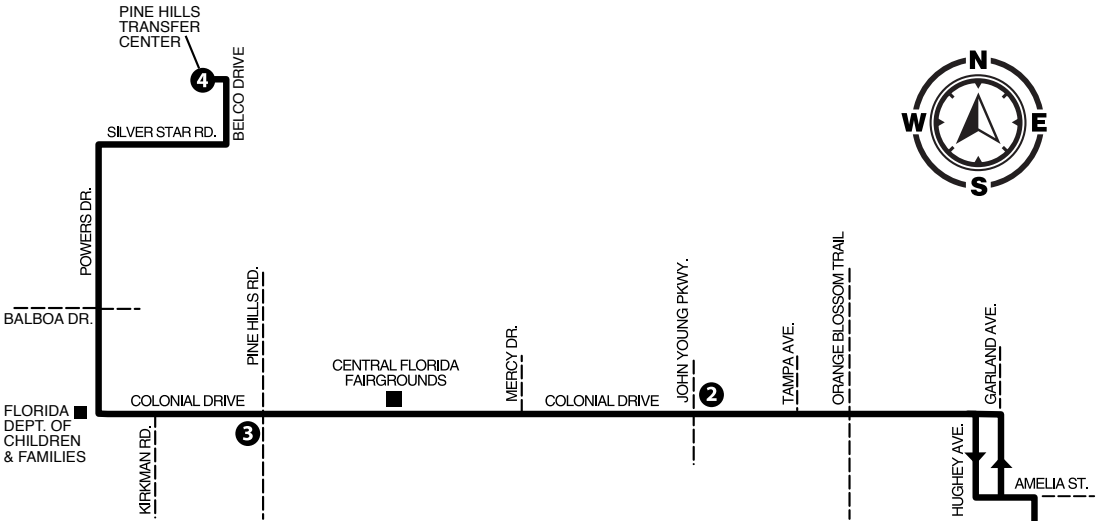 PINE HILLS
TRANSFER
CENTER
4
BELCO DRIVE
N
W
E
S
SILVER STAR RD.
POWERS DR.
BALBOA DR.
PINE HILLS RD.
CENTRAL FLORIDA
FAIRGROUNDS
MERCY DR.
JOHN YOUNG PKWY.
2
TAMPA AVE.
ORANGE BLOSSOM TRAIL
GARLAND AVE.
COLONIAL DRIVE
COLONIAL DRIVE
FLORIDA
DEPT. OF
CHILDREN
& FAMILIES
KIRKMAN RD.
3
HUGHEY AVE.
AMELIA ST.